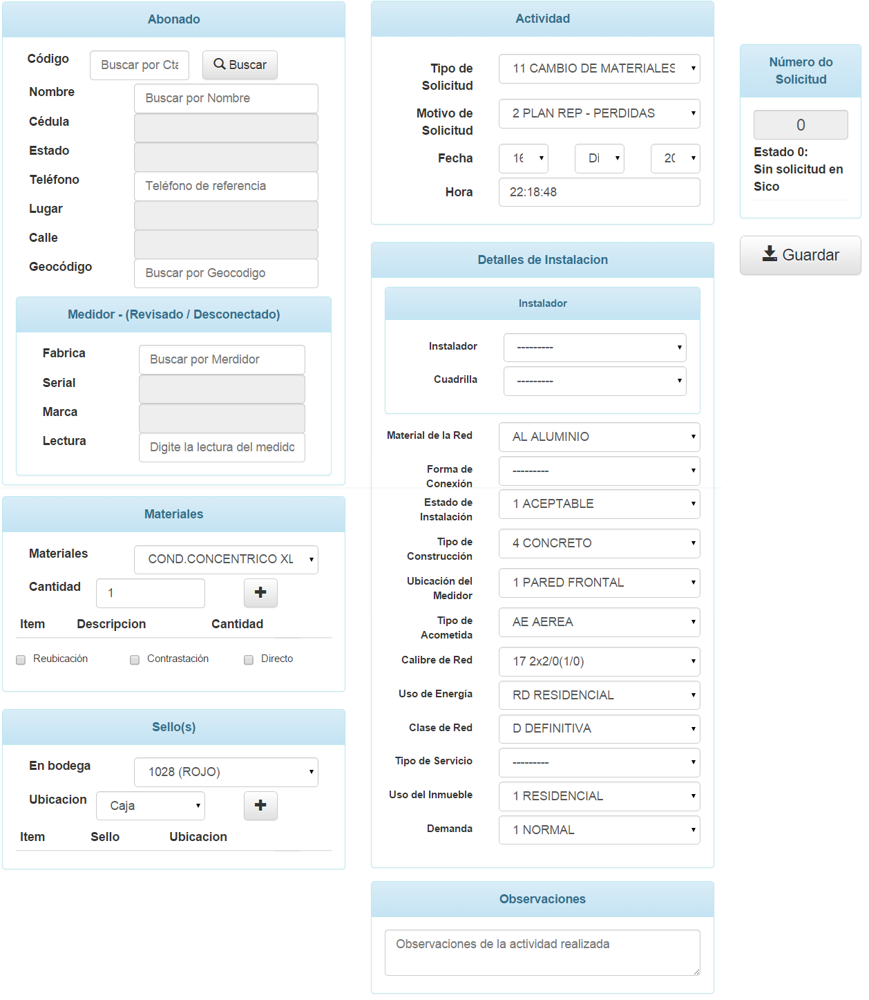 Abonado
Código
Buscar por Cta
Buscar
Nombre
Buscar por Nombre
Cédula
Estado
Teléfono
Teléfono de referencia
Lugar
Calle
Geocódigo
Buscar por Geocodigo
Medidor - (Revisado / Desconectado)
Fabrica
Buscar por Merdidor
Serial
Marca
Lectura
Digite la lectura del medido
Materiales
Materiales
COND.CONCENTRICO XL
Cantidad
1
Item Descripcion Cantidad
Reubicación Contrastación Directo
Sello(s)
En bodega
1028 (ROJO)
Ubicacion
Caja
Item Sello Ubicacion
Actividad
Tipo de
Solicitud
11 CAMBIO DE MATERIALES
Motivo de
Solicitud
2 PLAN REP - PERDIDAS
Fecha
16 Di 20
Hora
22:18:48
Detalles de Instalacion
Instalador
Instalador
---------
Cuadrilla
---------
Material de la Red
AL ALUMINIO
Forma de
Conexión
---------
Estado de
Instalación
1 ACEPTABLE
Tipo de
Construcción
4 CONCRETO
Ubicación del
Medidor
1 PARED FRONTAL
Tipo de
Acometida
AE AEREA
Calibre de Red
17 2x2/0(1/0)
Uso de Energía
RD RESIDENCIAL
Clase de Red
D DEFINITIVA
Tipo de Servicio
---------
Uso del Inmueble
1 RESIDENCIAL
Demanda
1 NORMAL
Observaciones
Observaciones de la actividad realizada
Número do
Solicitud
0
Estado 0:
Sin solicitud en
Sico
Guardar